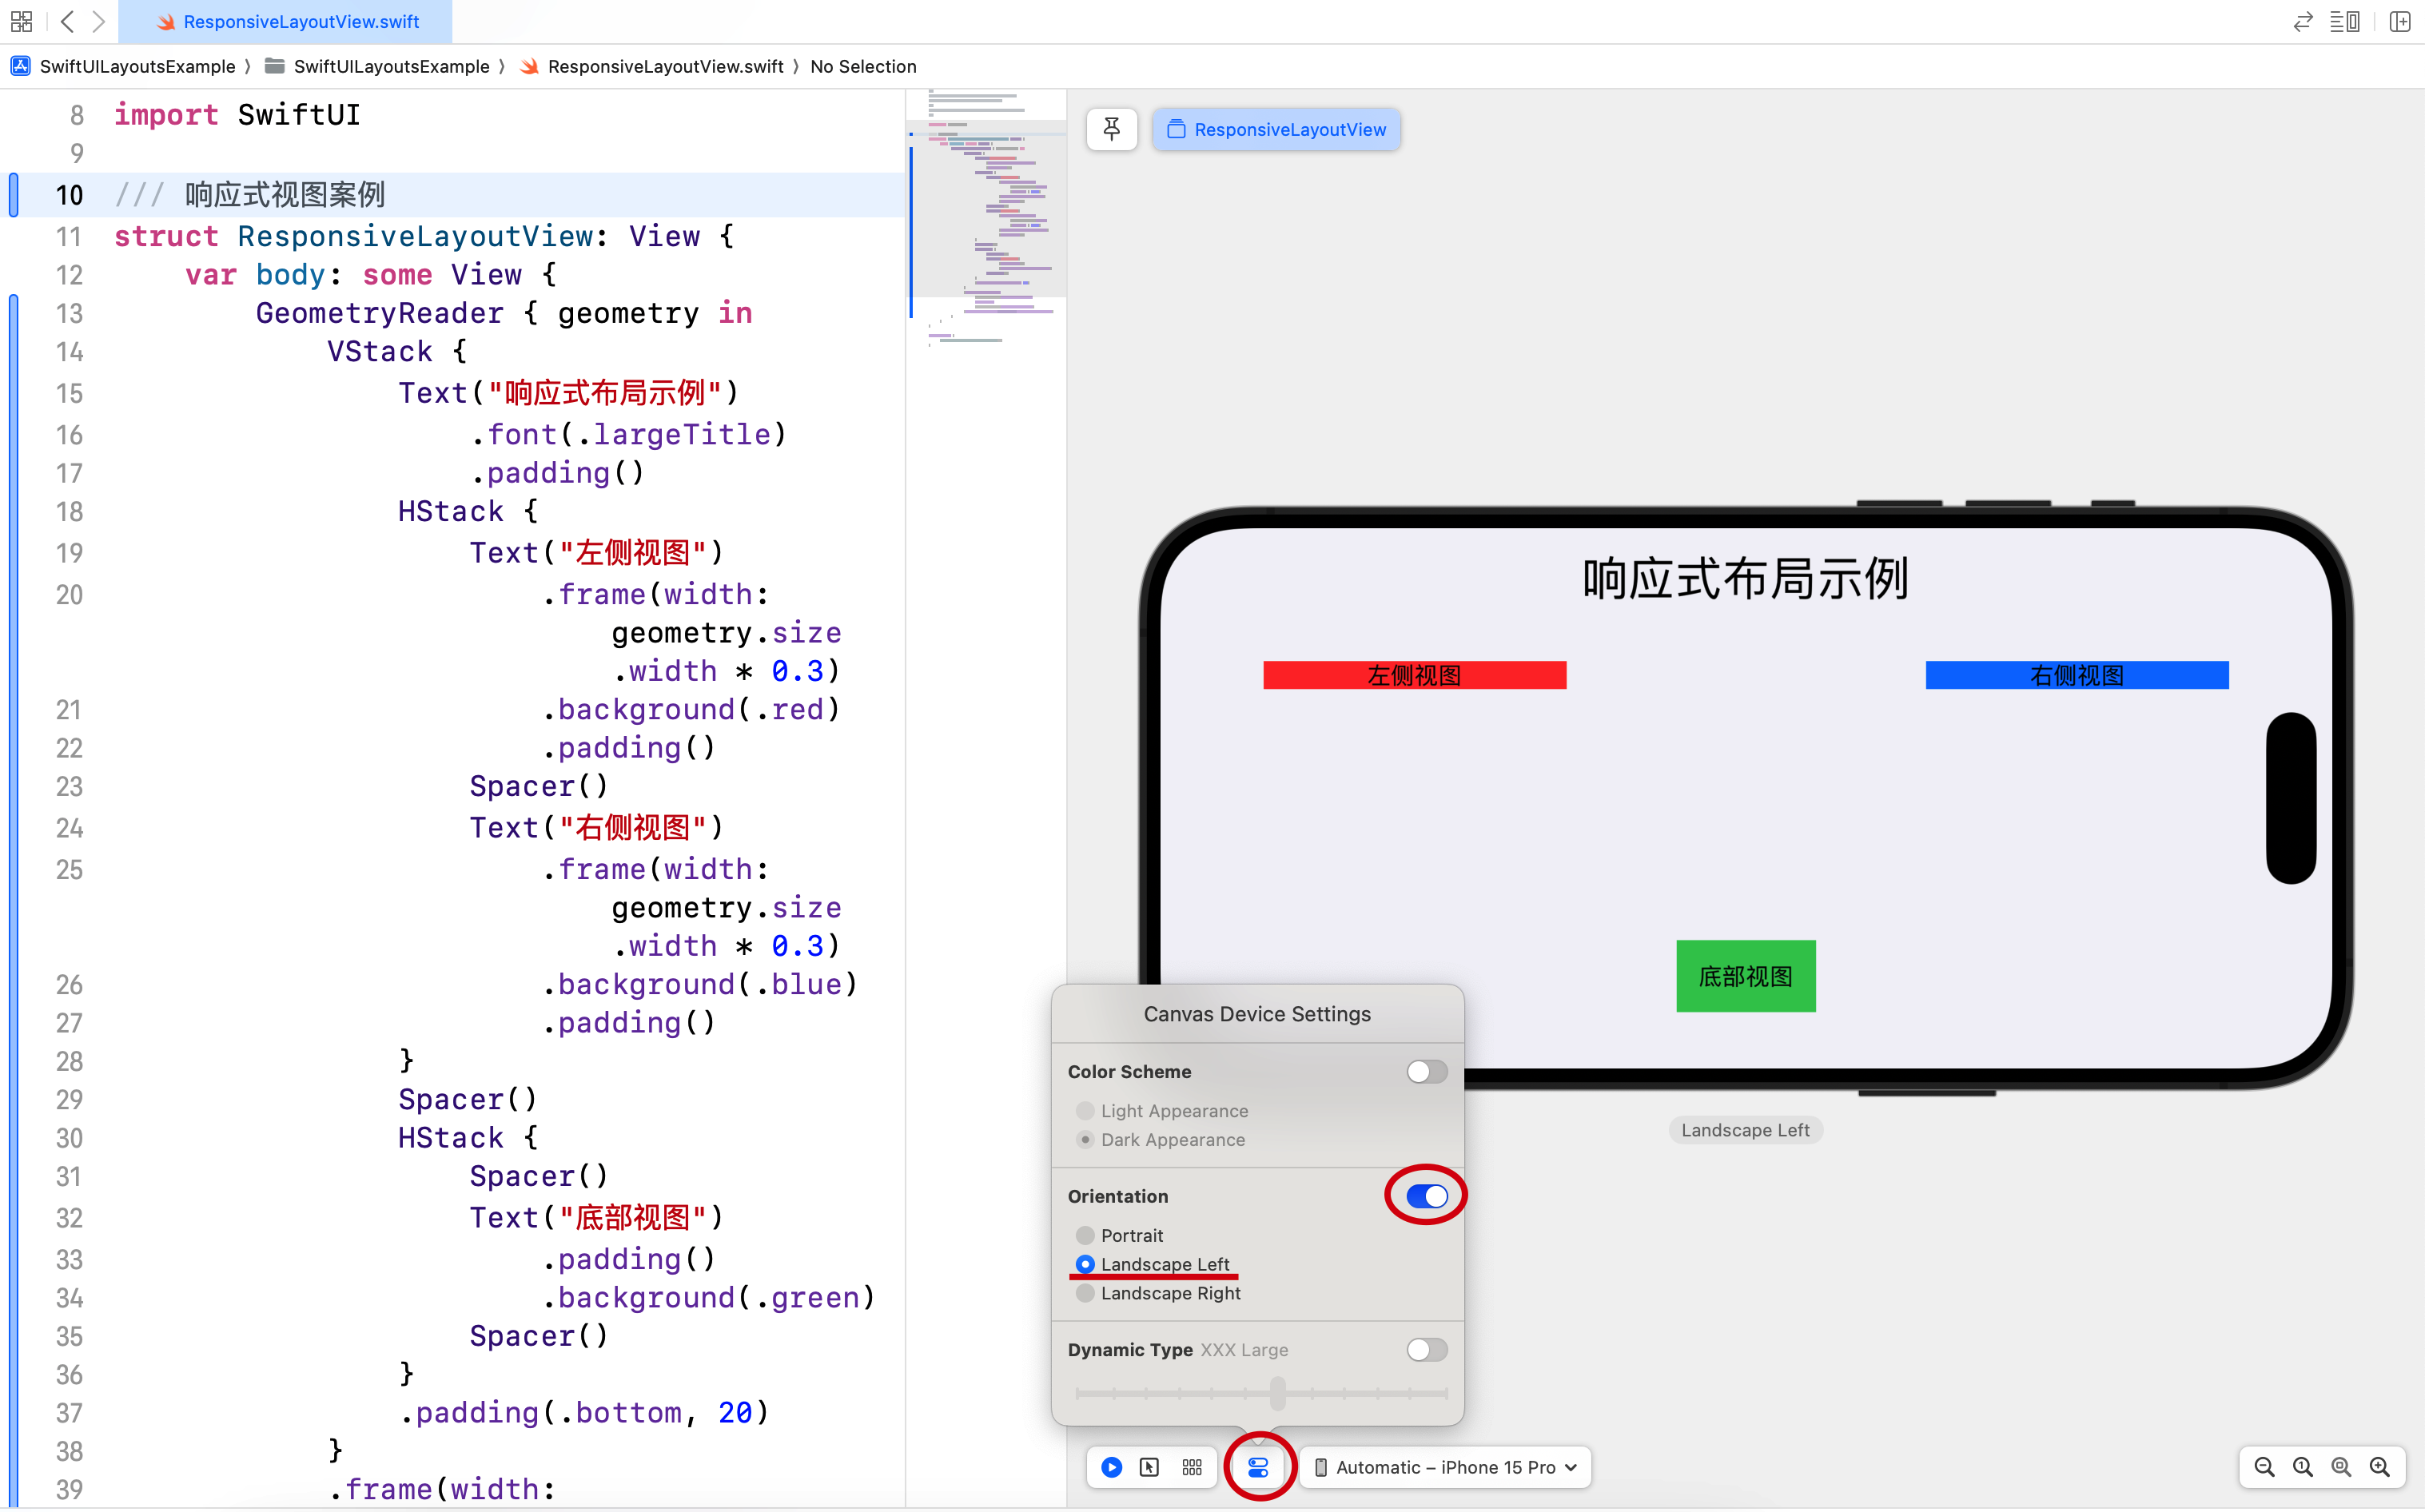 ResponsiveLayoutView.swift
SwiftUILayoutsExample 〉 SwiftUILayoutsExample 〉 ResponsiveLayoutView.swift 〉 No Selection
8 import SwiftUI
9
10 /// 响应式视图案例
11 struct ResponsiveLayoutView: View {
12 var body: some View {
13 GeometryReader { geometry in
14 VStack {
15 Text("响应式布局示例")
16 .font(.largeTitle)
17 .padding()
18 HStack {
19 Text("左侧视图")
20 .frame(width:
geometry.size
.width * 0.3)
21 .background(.red)
22 .padding()
23 Spacer()
24 Text("右侧视图")
25 .frame(width:
geometry.size
.width * 0.3)
26 .background(.blue)
27 .padding()
28 }
29 Spacer()
30 HStack {
31 Spacer()
32 Text("底部视图")
33 .padding()
34 .background(.green)
35 Spacer()
36 }
37 .padding(.bottom, 20)
38 }
39 .frame(width:
ResponsiveLayoutView
响应式布局示例
左侧视图
右侧视图
底部视图
Landscape Left
Canvas Device Settings
Color Scheme
Light Appearance
Dark Appearance
Orientation
Portrait
Landscape Left
Landscape Right
Dynamic Type XXX Large
Automatic – iPhone 15 Pro